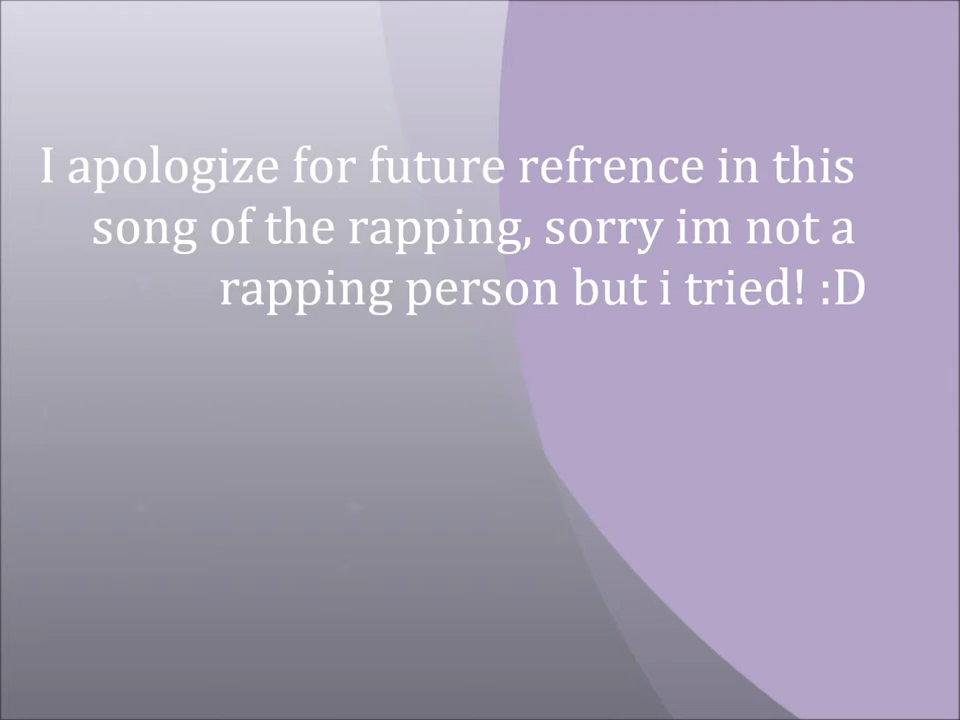 I apologize for future refrence in this
song of the rapping, sorry im not a
rapping person but i tried! :D